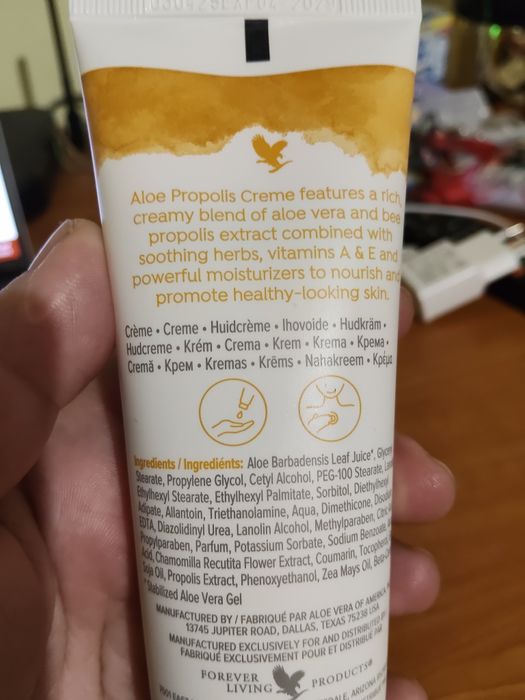 Aloe Propolis Creme features a rich,
creamy blend of aloe vera and bee
propolis extract combined with
soothing herbs, vitamins A & E and
powerful moisturizers to nourish and
promote healthy-looking skin.
Crème • Creme • Huidcrème • Ihovoide • Hudkräm •
Hudcreme • Krém • Crema • Krem • Krema • Крема •
Cremă • Крем • Kremas • Krēms • Nahakreem • Κρέμα
Ingredients / Ingrediénts: Aloe Barbadensis Leaf Juice*, Glyceryl
Stearate, Propylene Glycol, Cetyl Alcohol, PEG-100 Stearate,
Ethylhexyl Stearate, Ethylhexyl Palmitate, Sorbitol, Diethylhexyl
Adipate, Allantoin, Triethanolamine, Aqua, Dimethicone, Disodium
EDTA, Diazolidinyl Urea, Lanolin Alcohol, Methylparaben, Citric
Propylparaben, Parfum, Potassium Sorbate, Sodium Benzoate,
Acid, Chamomilla Recutita Flower Extract, Coumarin,
Soja Oil, Propolis Extract, Phenoxyethanol, Zea Mays Oil,
*Stabilized Aloe Vera Gel
MANUFACTURED BY / FABRIQUÉ PAR ALOE VERA OF AMERICA,
13745 JUPITER ROAD, DALLAS, TEXAS 75238 USA
MANUFACTURED EXCLUSIVELY FOR AND DISTRIBUTED BY
FABRIQUÉ EXCLUSIVEMENT POUR ET DISTRIBUÉ PAR
FOREVER
LIVING PRODUCTS®